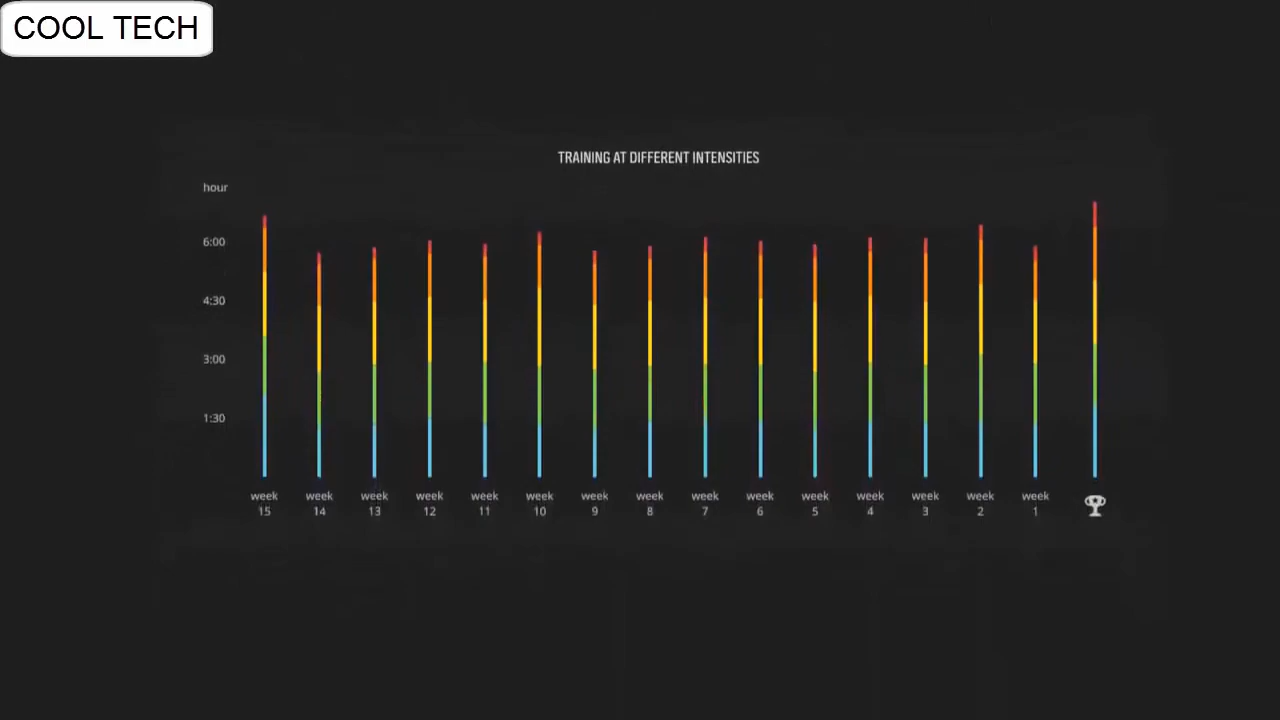 COOL TECH
TRAINING AT DIFFERENT INTENSITIES
hour
6:00
4:30
3:00
1:30
week week week week week week week week week week week week week week week
15 14 13 12 11 10 9 8 7 6 5 4 3 2 1